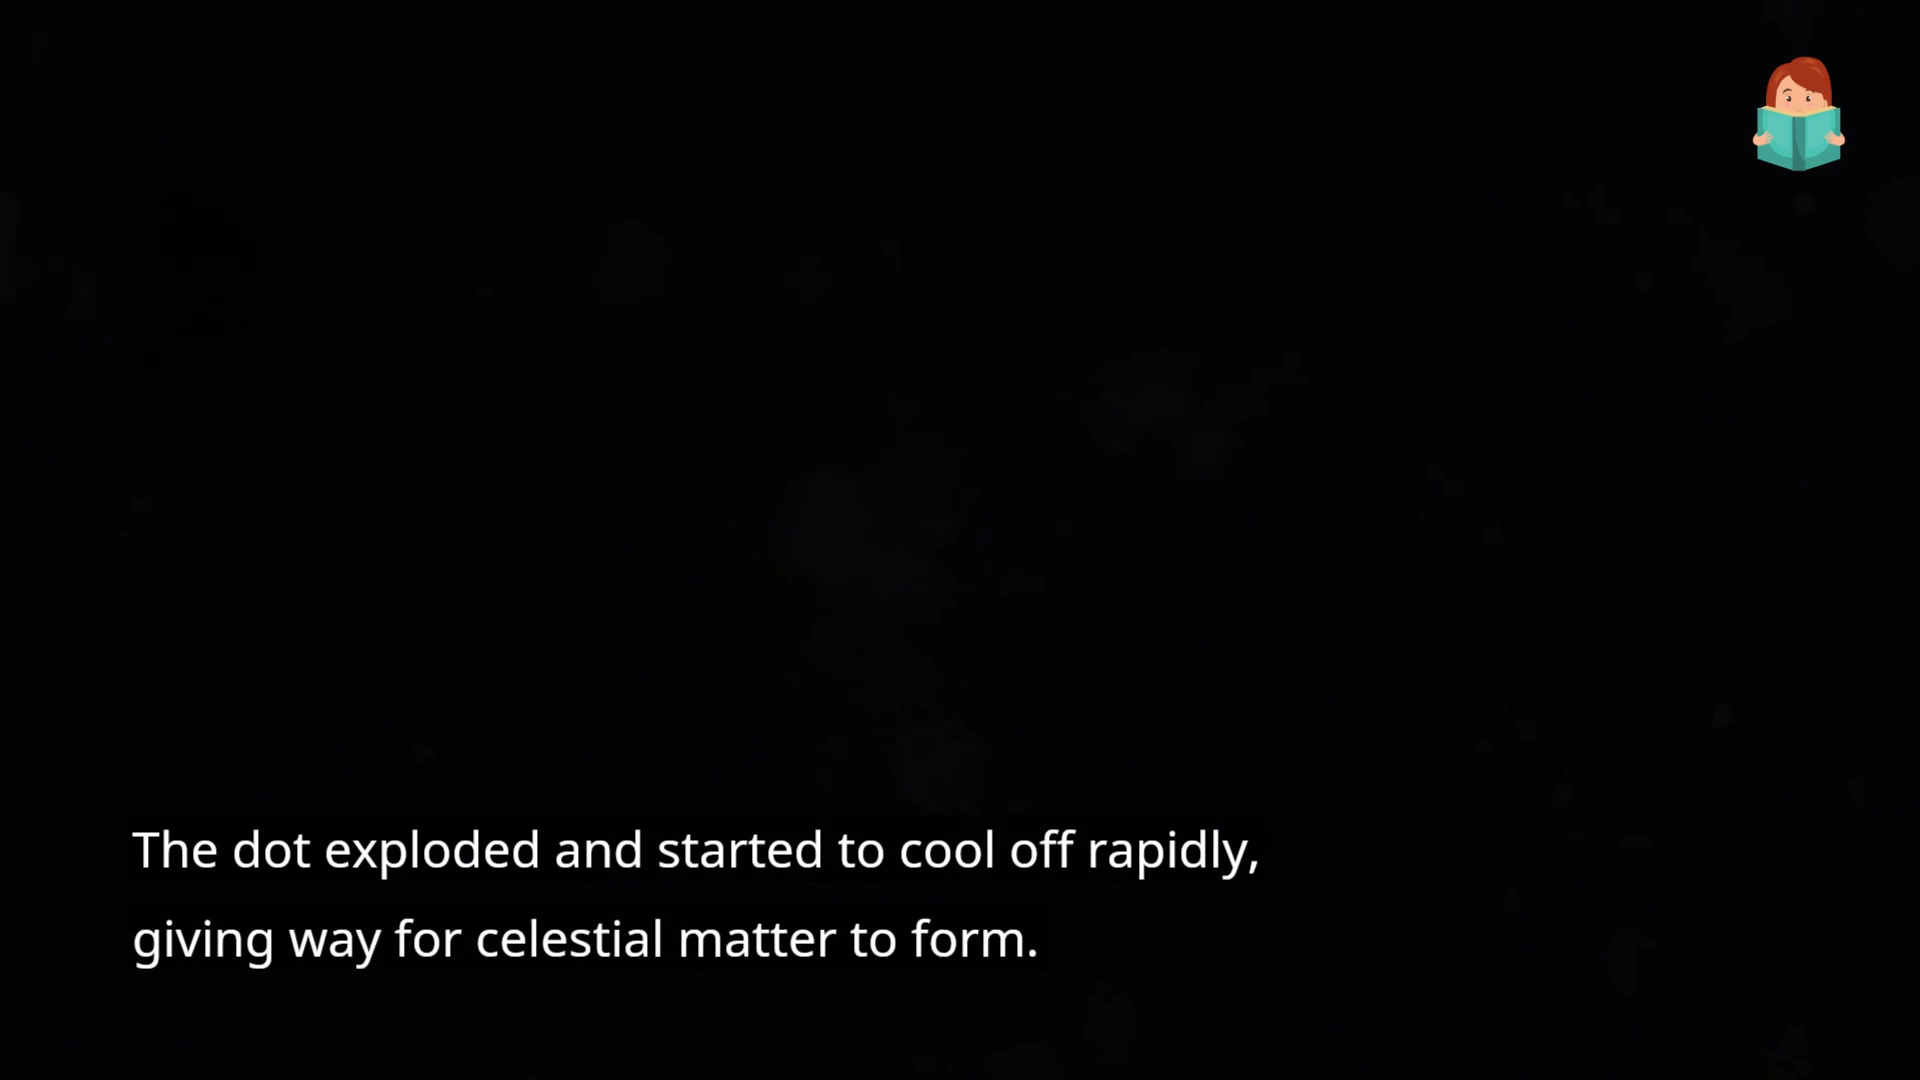 The dot exploded and started to cool off rapidly,
giving way for celestial matter to form.